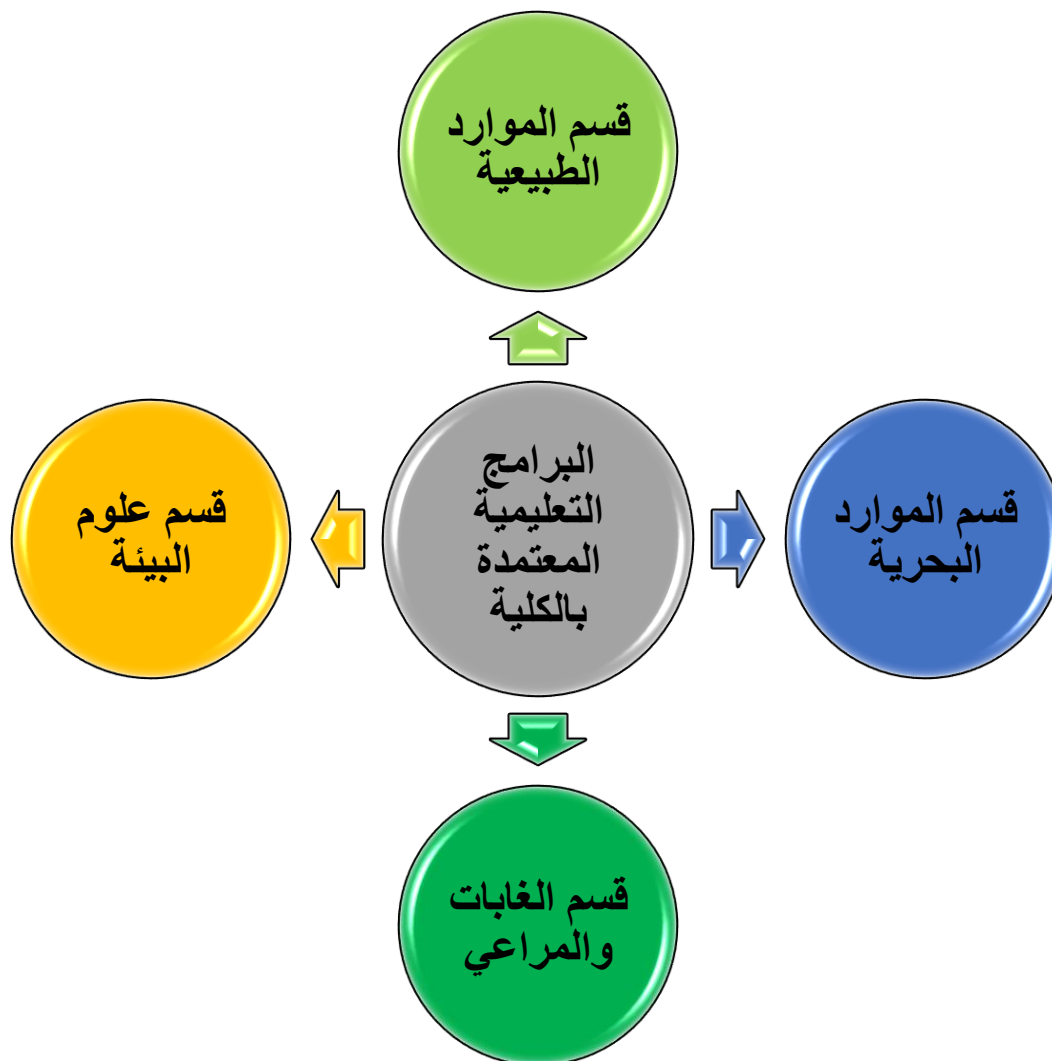 قسم الموارد
الطبيعية
البرامج
التعليمية
المعتمدة
بالكلية
قسم الموارد
البحرية
قسم علوم
البيئة
قسم الغابات
والمراعي